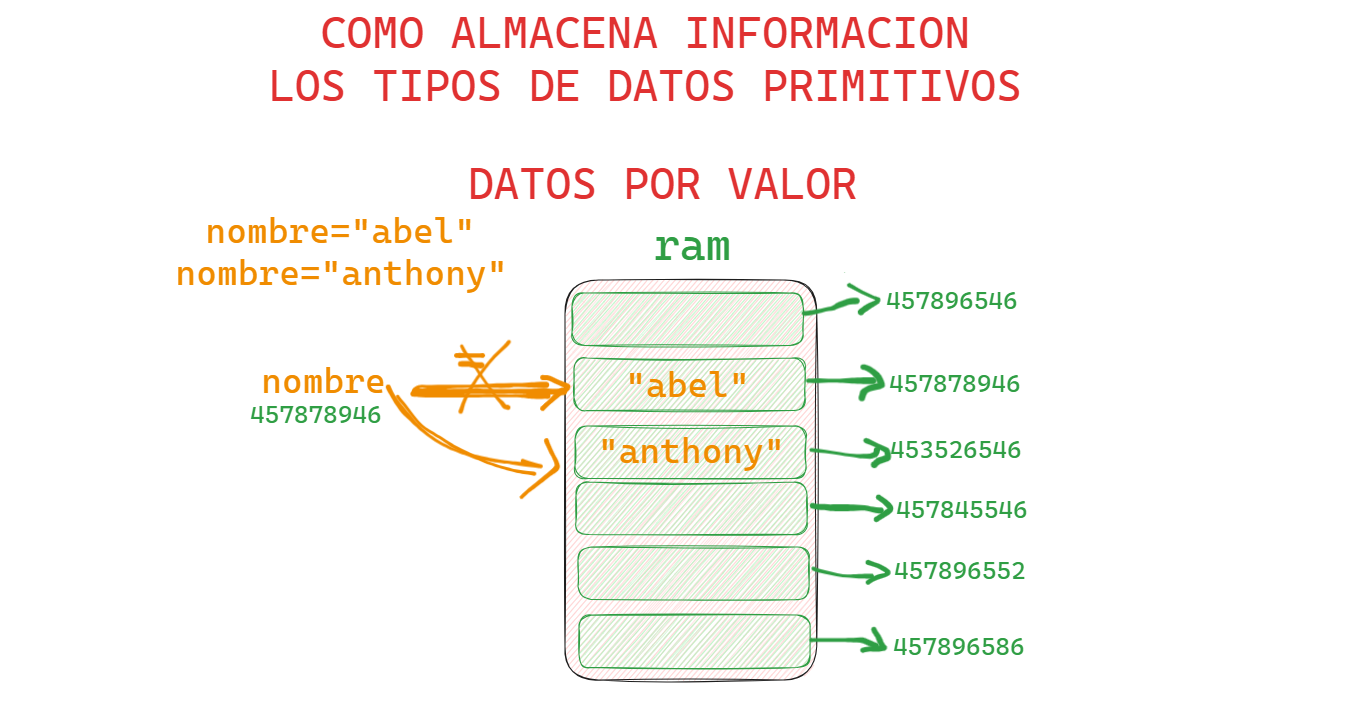 COMO ALMACENA INFORMACION
LOS TIPOS DE DATOS PRIMITIVOS
DATOS POR VALOR
nombre="abel"
nombre="anthony"
ram
457896546
nombre
457878946
"abel"
457878946
"anthony"
453526546
457845546
457896552
457896586